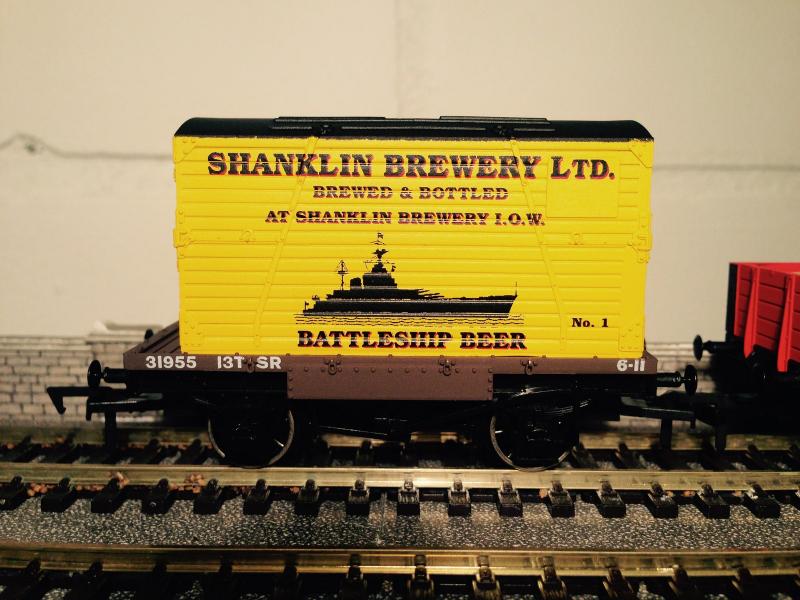 SHANKLIN BREWERY LTD.
BREWED & BOTTLED
AT SHANKLIN BREWERY I.O.W.
No. 1
BATTLESHIP BEER
31955 13T SR 6-11